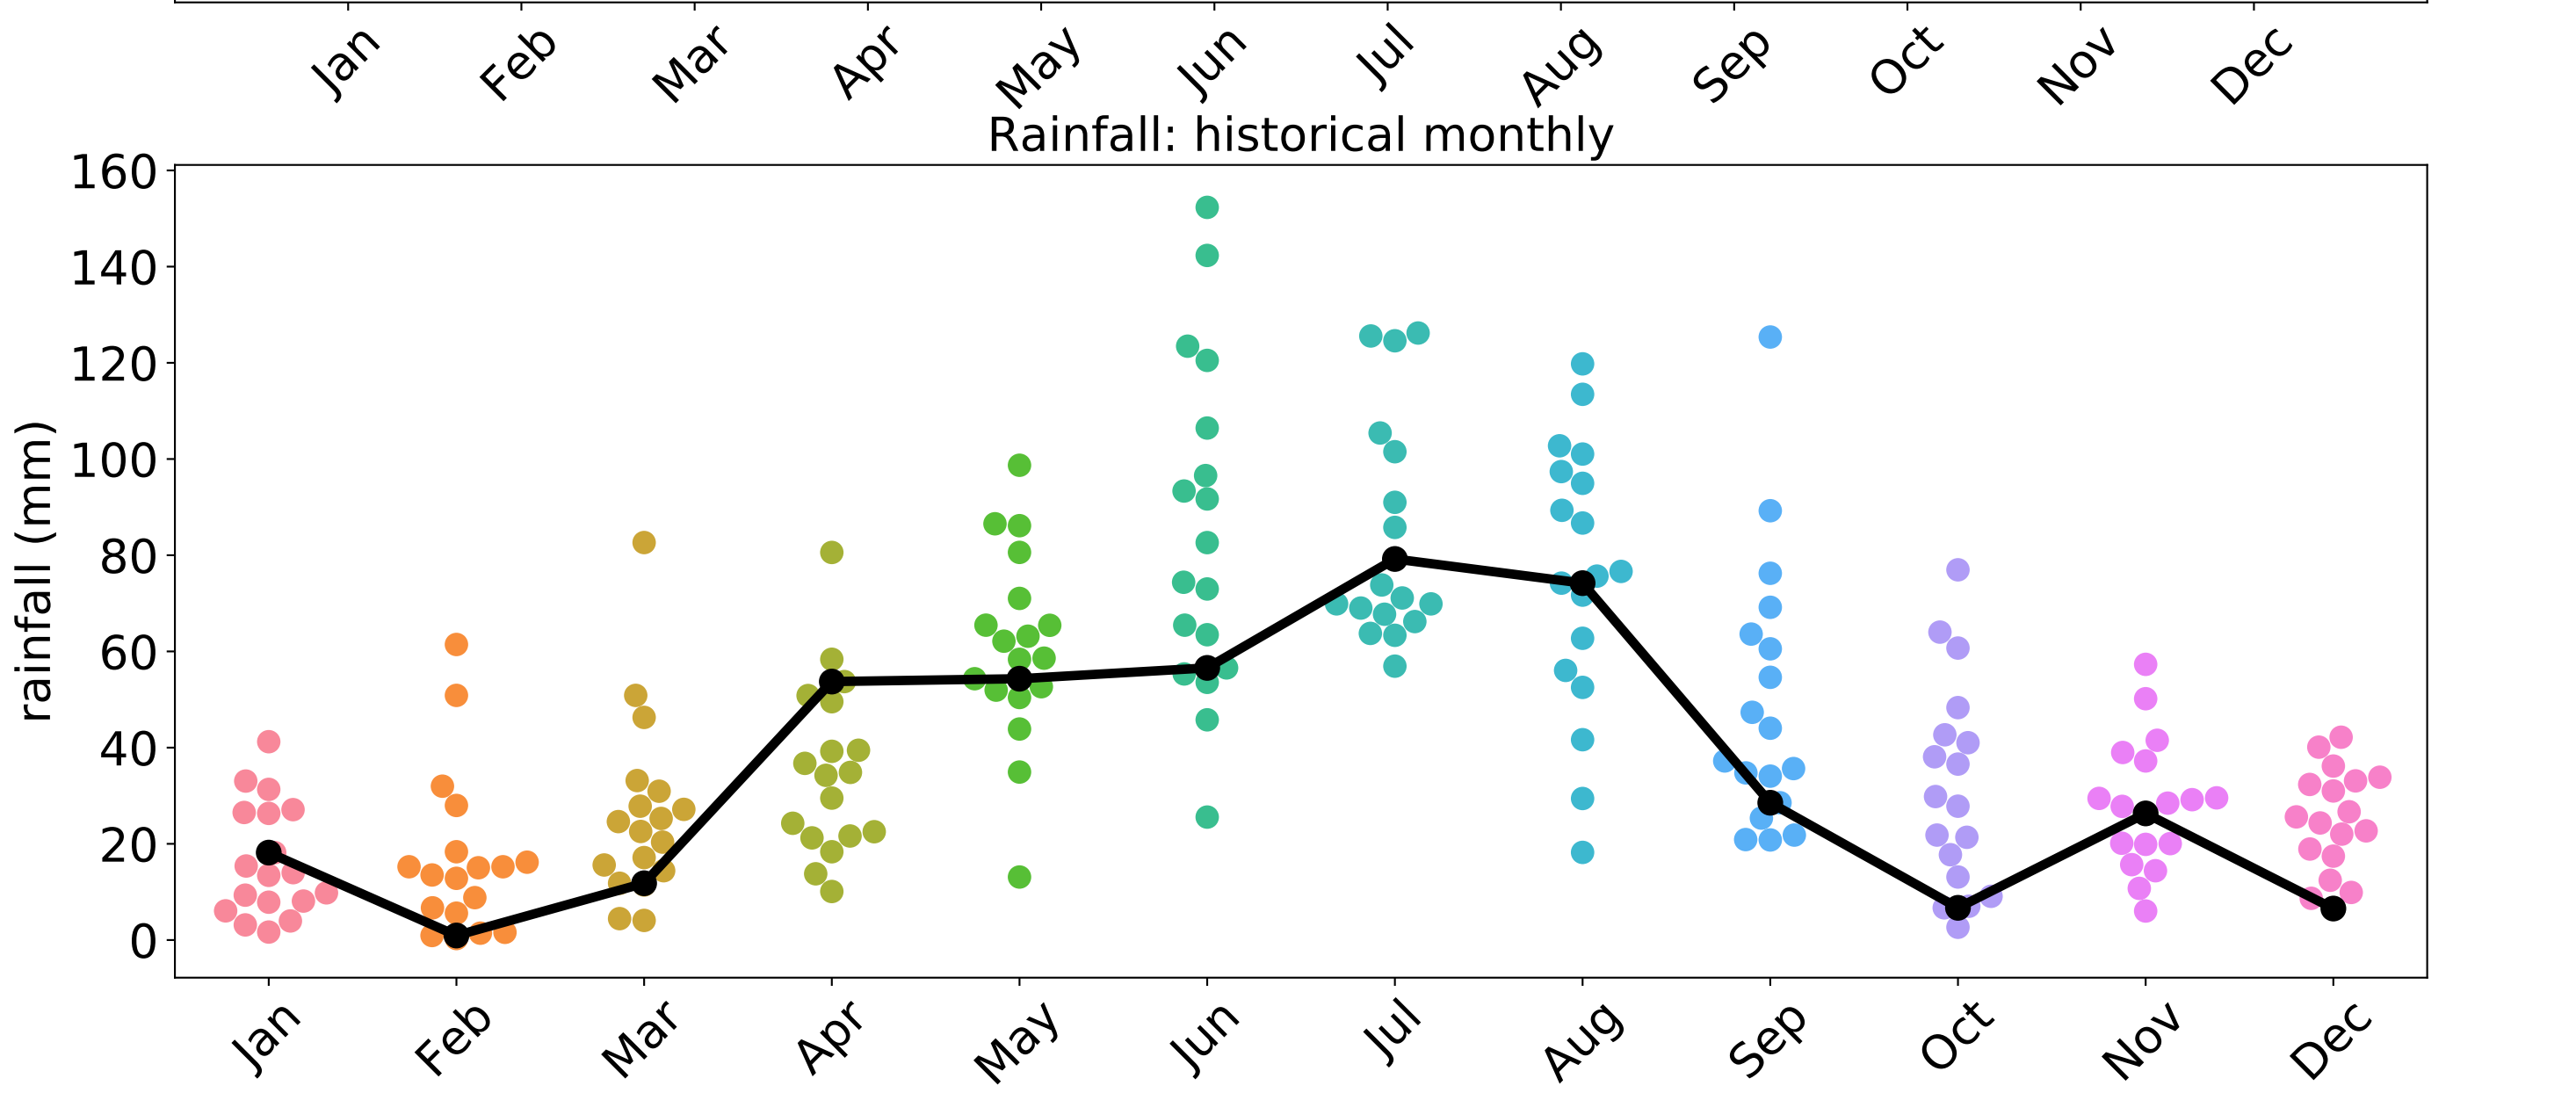 Jan Feb Mar Apr May Jun Jul Aug Sep Oct Nov Dec
Rainfall: historical monthly
160
140
120
100
80
60
40
20
0
rainfall (mm)
Jan Feb Mar Apr May Jun Jul Aug Sep Oct Nov Dec